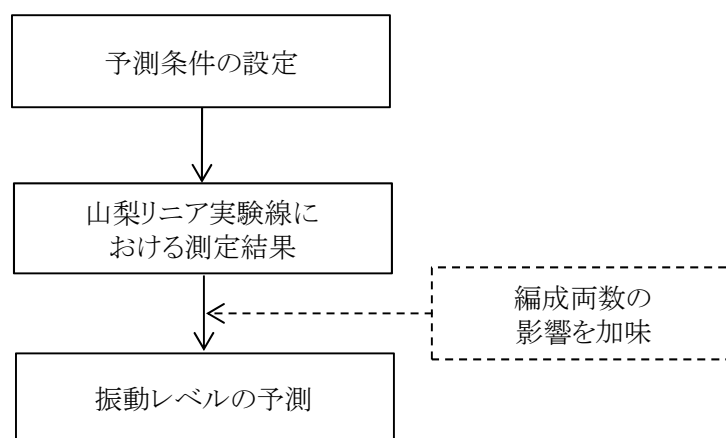 予測条件の設定
山梨リニア実験線に
おける測定結果
編成両数の
影響を加味
振動レベルの予測